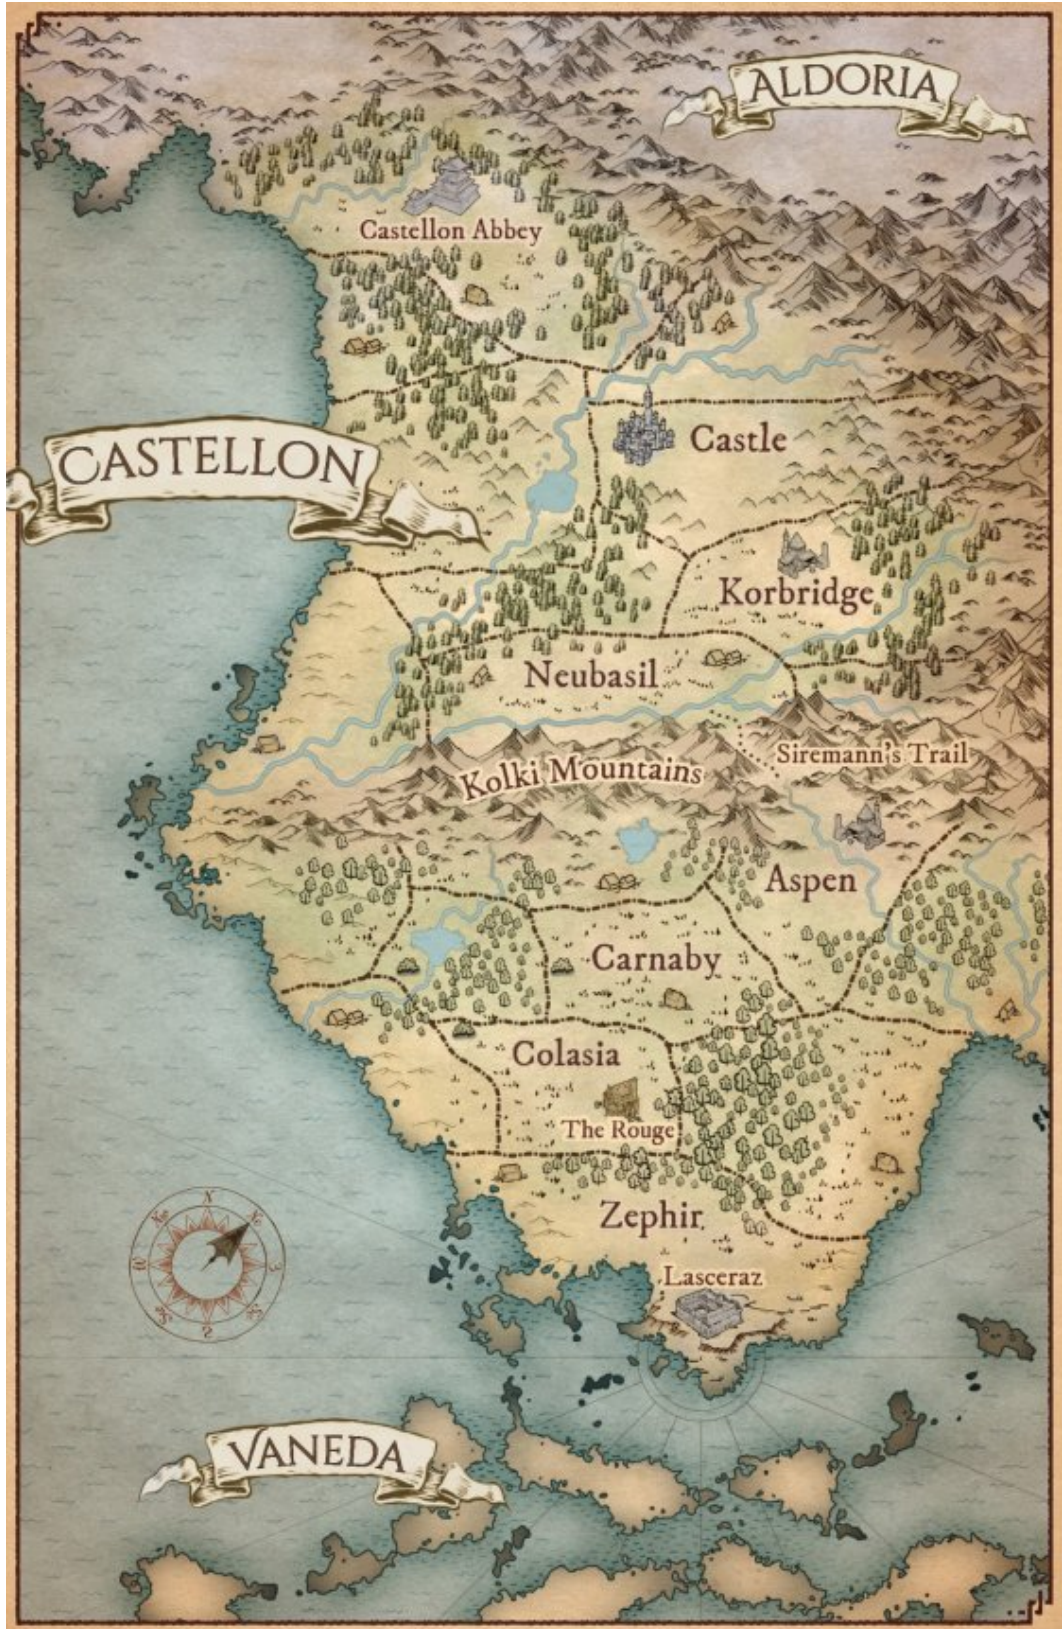 ALDORIA
Castellon Abbey
CASTELLON
Castle
Korbridge
Neubasil
Siremann's Trail
Kolki Mountains
Aspen
Carnaby
Colasia
The Rouge
Zephir
Lasceraz
N
VANEDA